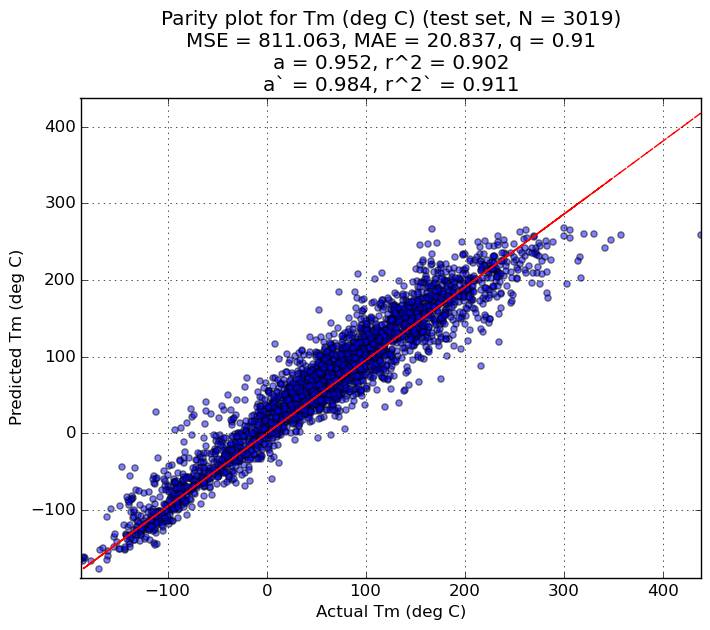 Parity plot for Tm (deg C) (test set, N = 3019)
MSE = 811.063, MAE = 20.837, q = 0.91
a = 0.952, r^2 = 0.902
a` = 0.984, r^2` = 0.911
400
300
200
100
0
−100
Predicted Tm (deg C)
−100 0 100 200 300 400
Actual Tm (deg C)